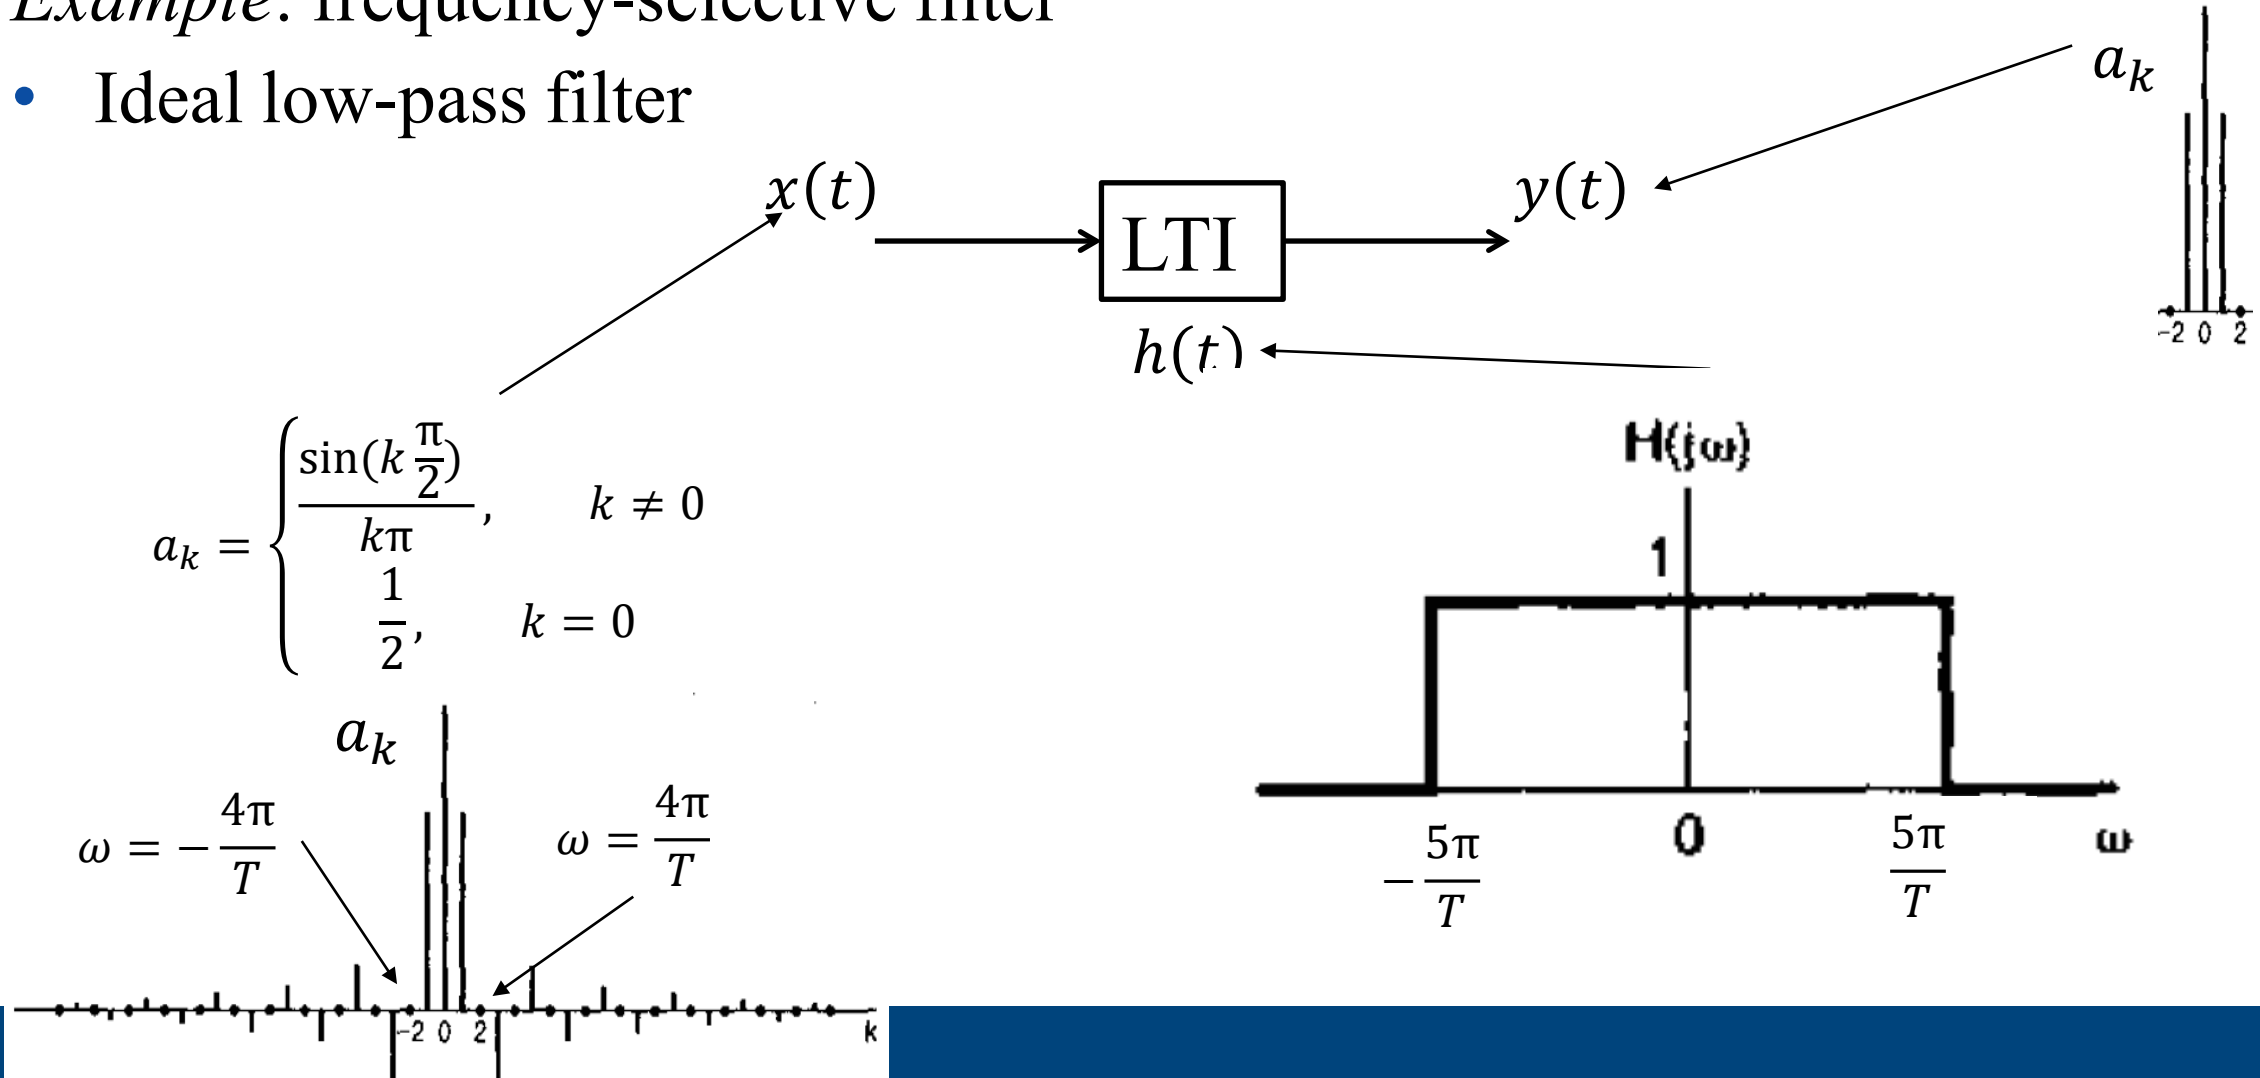 Example: frequency-selective filter
• Ideal low-pass filter
a_k
x(t)
LTI
y(t)
h(t)
-2 0 2
a_k = { sin(k π/2)/kπ, k ≠ 0
1/2, k = 0
H(jω)
1
-5π/T 0 5π/T ω
a_k
ω = -4π/T
ω = 4π/T
-2 0 2 k